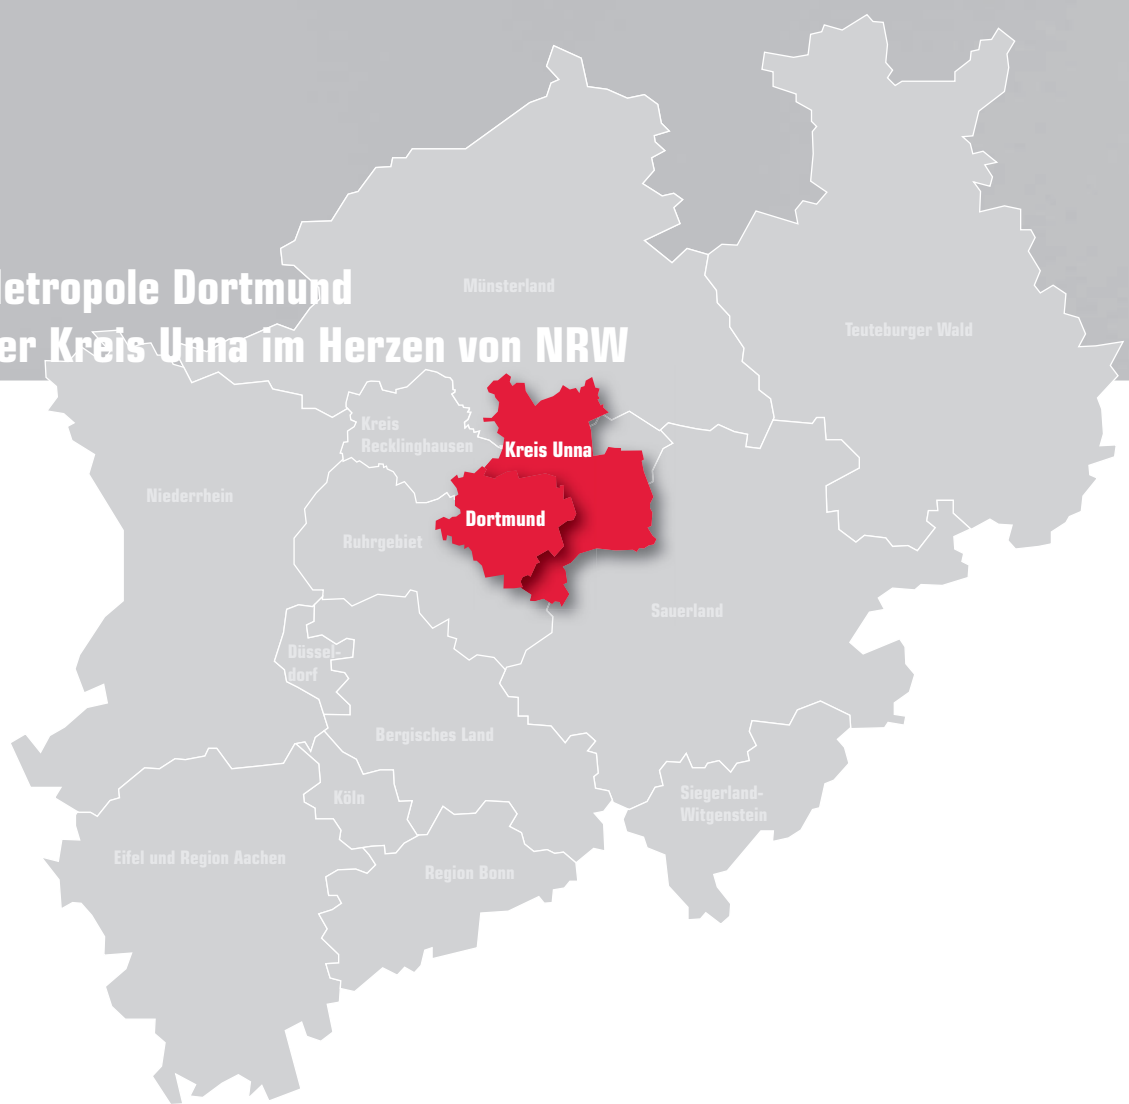 etropole Dortmund
er Kreis Unna im Herzen von NRW
Münsterland
Teuteburger Wald
Kreis
Recklinghausen
Kreis Unna
Niederrhein
Dortmund
Ruhrgebiet
Sauerland
Düssel-
dorf
Bergisches Land
Siegerland-
Witgenstein
Köln
Eifel und Region Aachen
Region Bonn